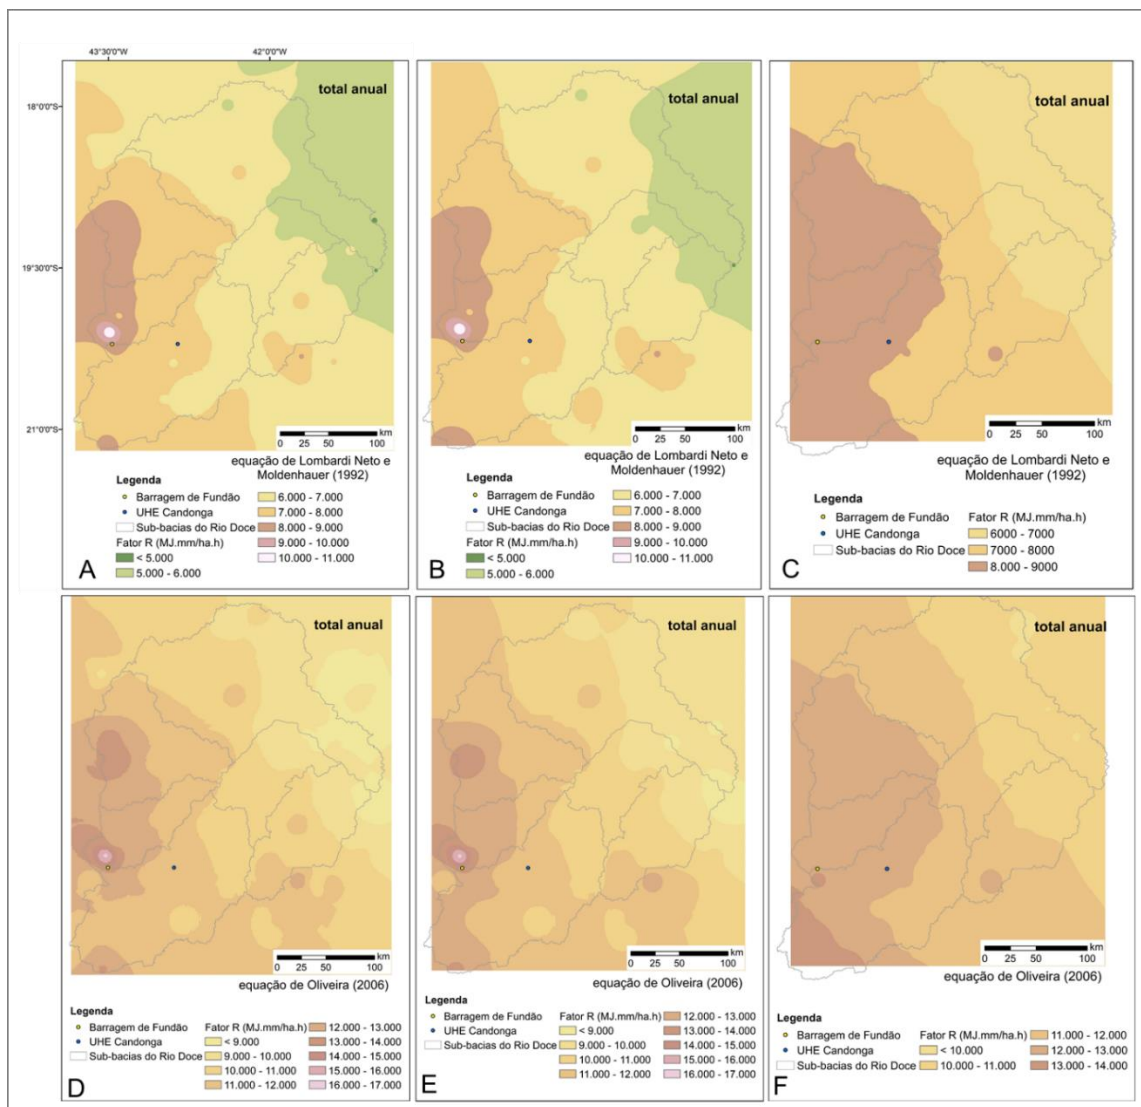 43°30'0"W
42°0'0"W
18°0'0"S
19°30'0"S
21°0'0"S
total anual
km
0 25 50 100
equação de Lombardi Neto e
Moldenhauer (1992)
Legenda
Barragem de Fundão
UHE Candonga
Sub-bacias do Rio Doce
Fator R (MJ.mm/ha.h)
< 5.000
5.000 - 6.000
6.000 - 7.000
7.000 - 8.000
8.000 - 9.000
9.000 - 10.000
10.000 - 11.000
A
total anual
km
0 25 50 100
equação de Lombardi Neto e
Moldenhauer (1992)
Legenda
Barragem de Fundão
UHE Candonga
Sub-bacias do Rio Doce
Fator R (MJ.mm/ha.h)
< 5.000
5.000 - 6.000
6.000 - 7.000
7.000 - 8.000
8.000 - 9.000
9.000 - 10.000
10.000 - 11.000
B
total anual
km
0 25 50 100
equação de Lombardi Neto e
Moldenhauer (1992)
Legenda
Barragem de Fundão
UHE Candonga
Sub-bacias do Rio Doce
Fator R (MJ.mm/ha.h)
6000 - 7000
7000 - 8000
8.000 - 9000
C
total anual
km
0 25 50 100
equação de Oliveira (2006)
Legenda
Barragem de Fundão
UHE Candonga
Sub-bacias do Rio Doce
Fator R (MJ.mm/ha.h)
< 9.000
9.000 - 10.000
10.000 - 11.000
11.000 - 12.000
12.000 - 13.000
13.000 - 14.000
14.000 - 15.000
15.000 - 16.000
16.000 - 17.000
D
total anual
km
0 25 50 100
equação de Oliveira (2006)
Legenda
Barragem de Fundão
UHE Candonga
Sub-bacias do Rio Doce
Fator R (MJ.mm/ha.h)
< 9.000
9.000 - 10.000
10.000 - 11.000
11.000 - 12.000
12.000 - 13.000
13.000 - 14.000
14.000 - 15.000
15.000 - 16.000
16.000 - 17.000
E
total anual
km
0 25 50 100
equação de Oliveira (2006)
Legenda
Barragem de Fundão
UHE Candonga
Sub-bacias do Rio Doce
Fator R (MJ.mm/ha.h)
< 10.000
10.000 - 11.000
11.000 - 12.000
12.000 - 13.000
13.000 - 14.000
F